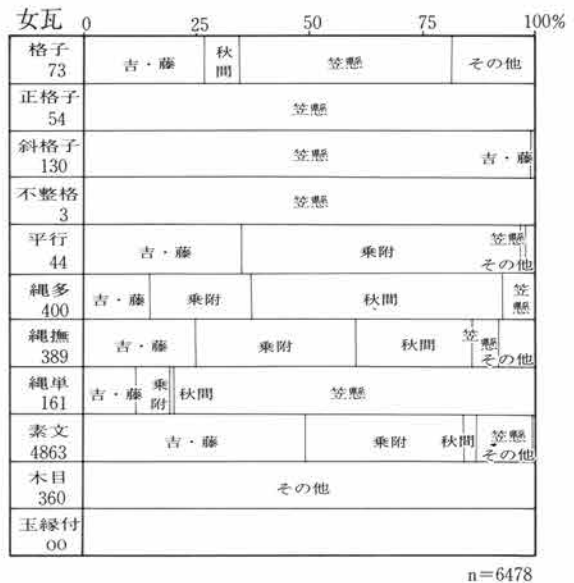 女瓦 0 25 50 75 100%
格子 73 吉・藤 秋間 笠懸 その他
正格子 54 笠懸
斜格子 130 笠懸 吉・藤
不整格 3 笠懸
平行 44 吉・藤 乗附 笠懸 その他
縄多 400 吉・藤 乗附 秋間 笠懸
縄撫 389 吉・藤 乗附 秋間 笠懸 その他
縄単 161 吉・藤 乗附 秋間 笠懸
素文 4863 吉・藤 乗附 秋間 笠懸 その他
木目 360 その他
玉縁付 00
n=6478